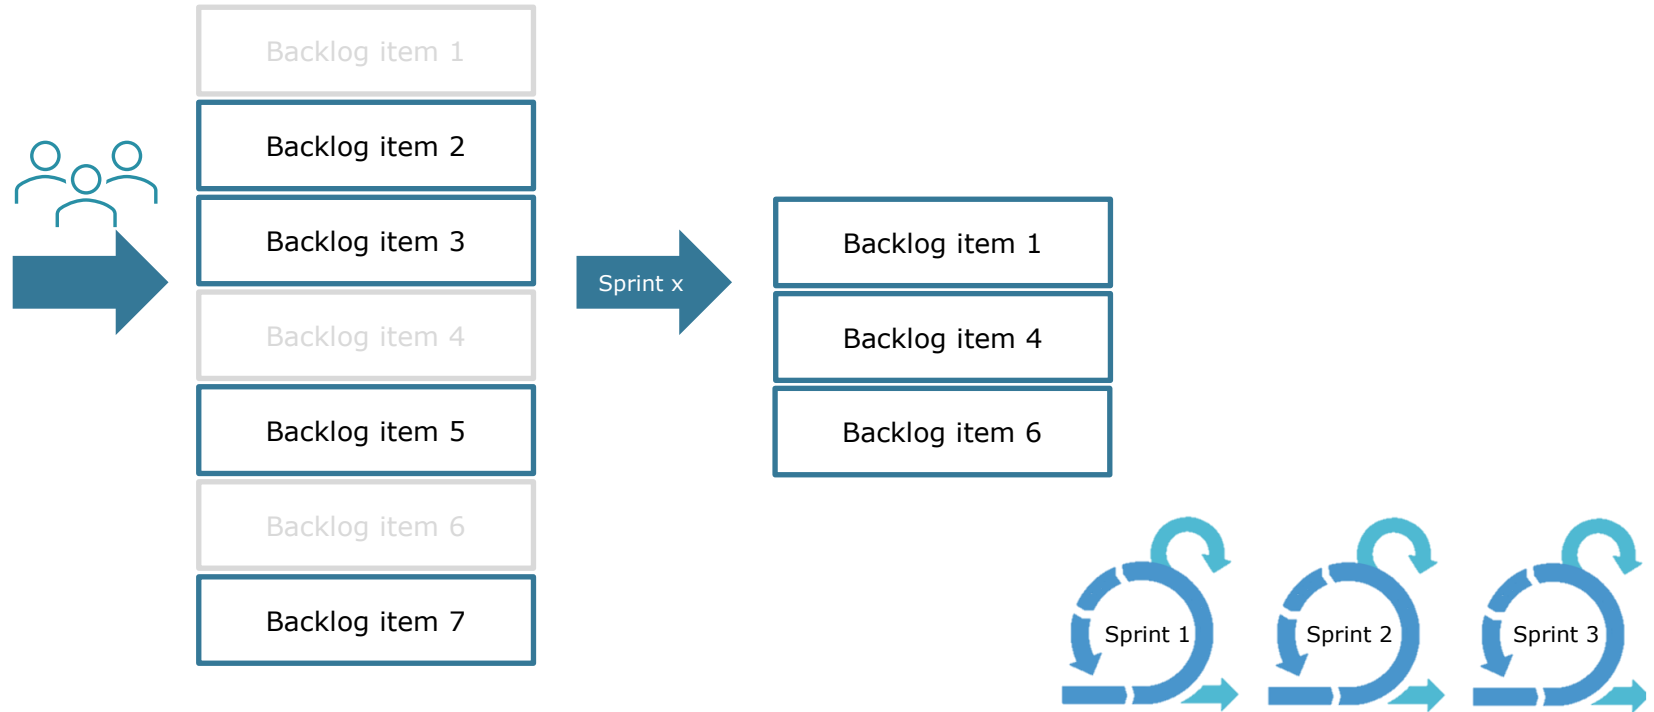 Backlog item 1
Backlog item 2
Backlog item 3
Backlog item 4
Backlog item 5
Backlog item 6
Backlog item 7
Sprint x
Backlog item 1
Backlog item 4
Backlog item 6
Sprint 1
Sprint 2
Sprint 3